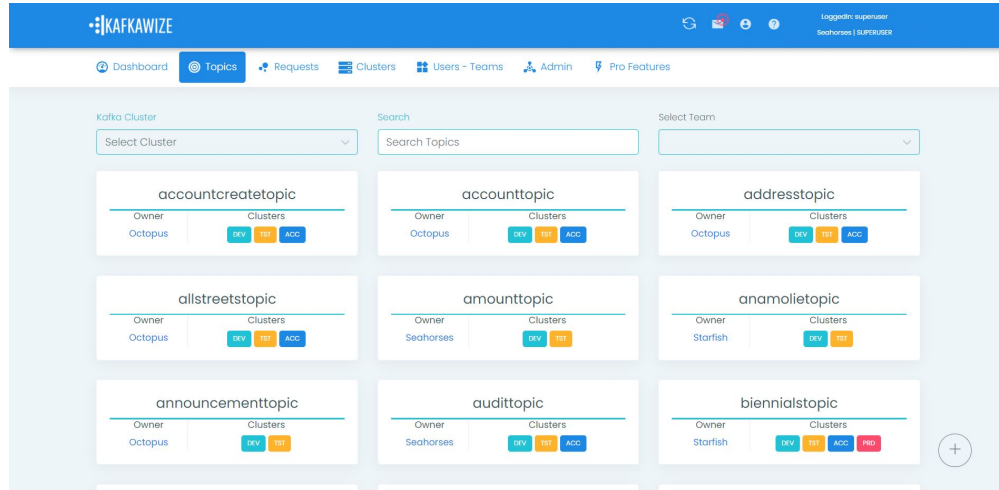 KAFKAWIZE
LoggedIn: superuser
Seahorses | SUPERUSER
Dashboard
Topics
Requests
Clusters
Users - Teams
Admin
Pro Features
Kafka Cluster
Search
Select Team
Select Cluster
Search Topics
accountcreatetopic
Owner Clusters
Octopus DEV TST ACC
accounttopic
Owner Clusters
Octopus DEV TST ACC
addresstopic
Owner Clusters
Octopus DEV TST ACC
allstreetstopic
Owner Clusters
Octopus DEV TST ACC
amounttopic
Owner Clusters
Seahorses DEV TST
anamolietopic
Owner Clusters
Starfish DEV TST
announcementtopic
Owner Clusters
Octopus DEV TST
audittopic
Owner Clusters
Seahorses DEV TST ACC
biennialstopic
Owner Clusters
Starfish DEV TST ACC PRD